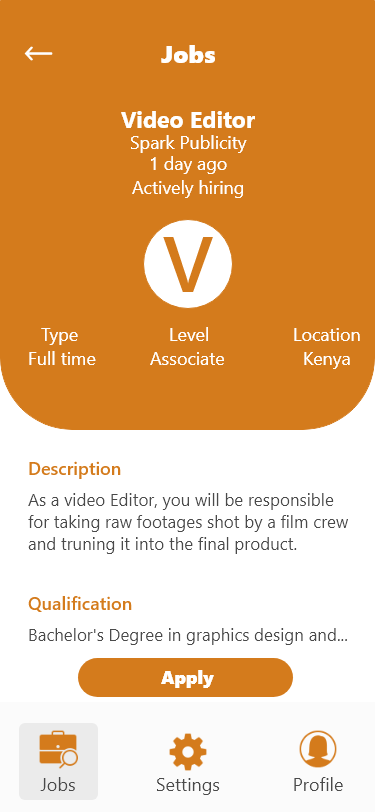 Jobs
Video Editor
Spark Publicity
1 day ago
Actively hiring
V
Type Level Location
Full time Associate Kenya
Description
As a video Editor, you will be responsible
for taking raw footages shot by a film crew
and truning it into the final product.
Qualification
Bachelor's Degree in graphics design and...
Apply
Jobs Settings Profile